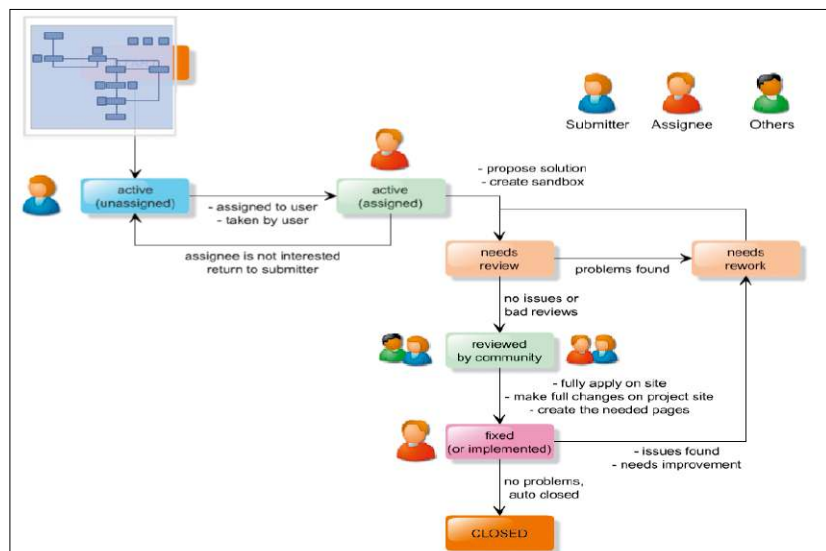 Submitter
Assignee
Others
active
(unassigned)
- assigned to user
- taken by user
active
(assigned)
- propose solution
- create sandbox
assignee is not interested
return to submitter
needs
review
problems found
needs
rework
no issues or
bad reviews
reviewed
by community
- fully apply on site
- make full changes on project site
- create the needed pages
fixed
(or implemented)
- issues found
- needs improvement
no problems,
auto closed
CLOSED